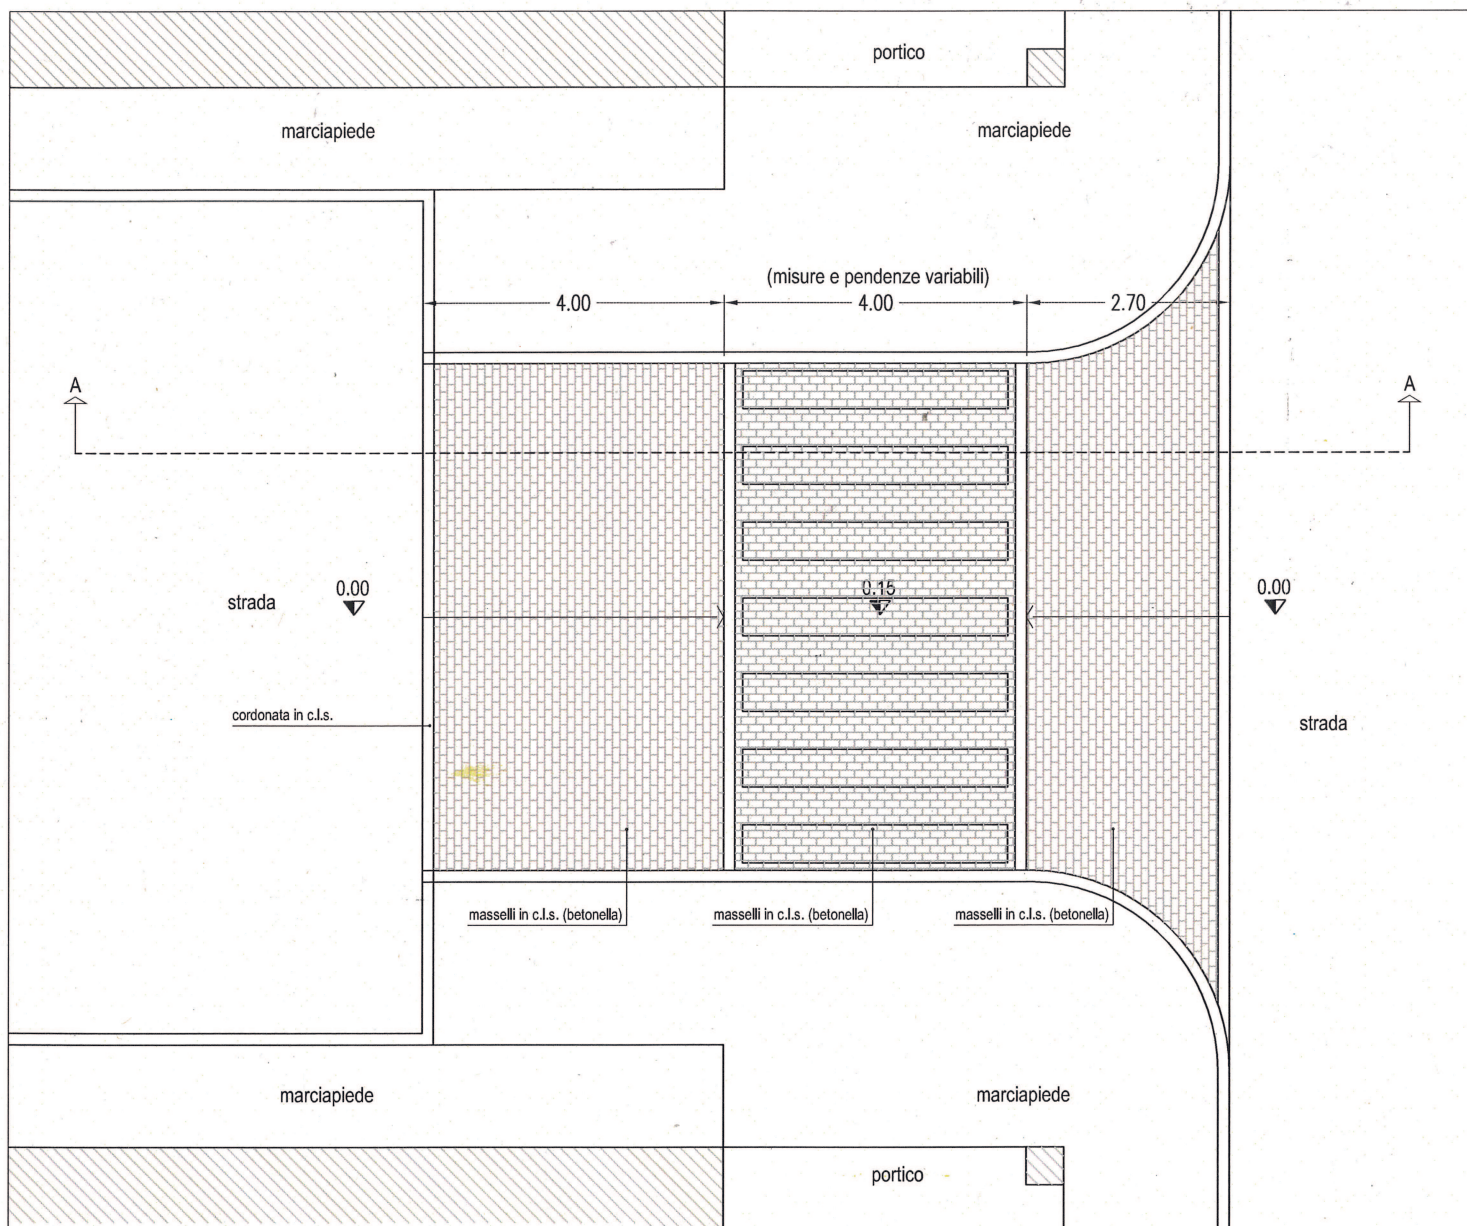 portico
marciapiede
marciapiede
(misure e pendenze variabili)
4.00
4.00
2.70
A
A
0.00
0.15
0.00
strada
cordonata in c.l.s.
strada
masselli in c.l.s. (betonella)
masselli in c.l.s. (betonella)
masselli in c.l.s. (betonella)
marciapiede
marciapiede
portico